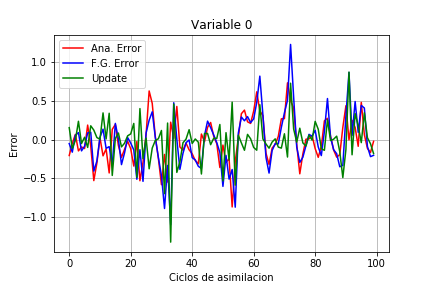 Variable 0
Ana. Error
F.G. Error
Update
Error
1.0
0.5
0.0
−0.5
−1.0
0 20 40 60 80 100
Ciclos de asimilacion